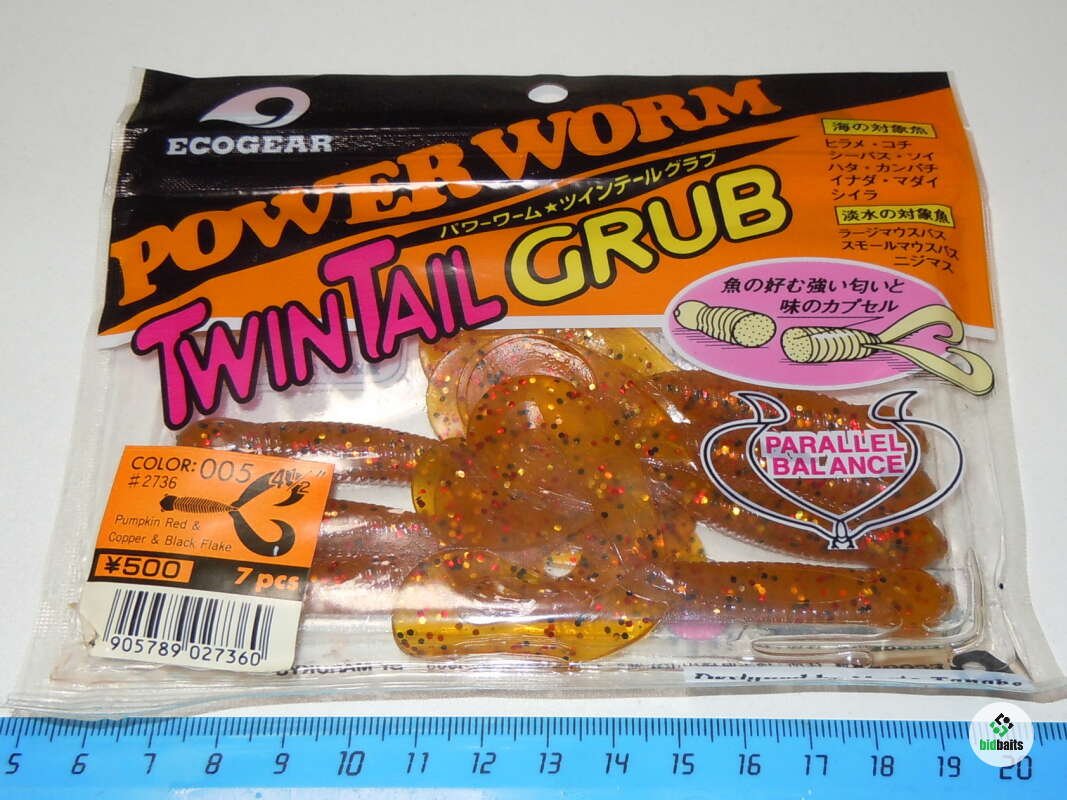 ECOGEAR
POWER WORM
パワーワーム★ツインテールグラブ
TWIN TAIL GRUB
海の対象魚
ヒラメ・コチ
シーバス・ソイ
ハタ・カンパチ
イナダ・マダイ
シイラ
淡水の対象魚
ラージマウスバス
スモールマウスバス
ニジマス
魚の好む強い匂いと
味のカプセル
PARALLEL
BALANCE
COLOR: 005 4 1/2"
#2736
Pumpkin Red &
Copper & Black Flake
¥500 7 pcs
905789 027360
bidbaits
5 6 7 8 9 10 11 12 13 14 15 16 17 18 19 20